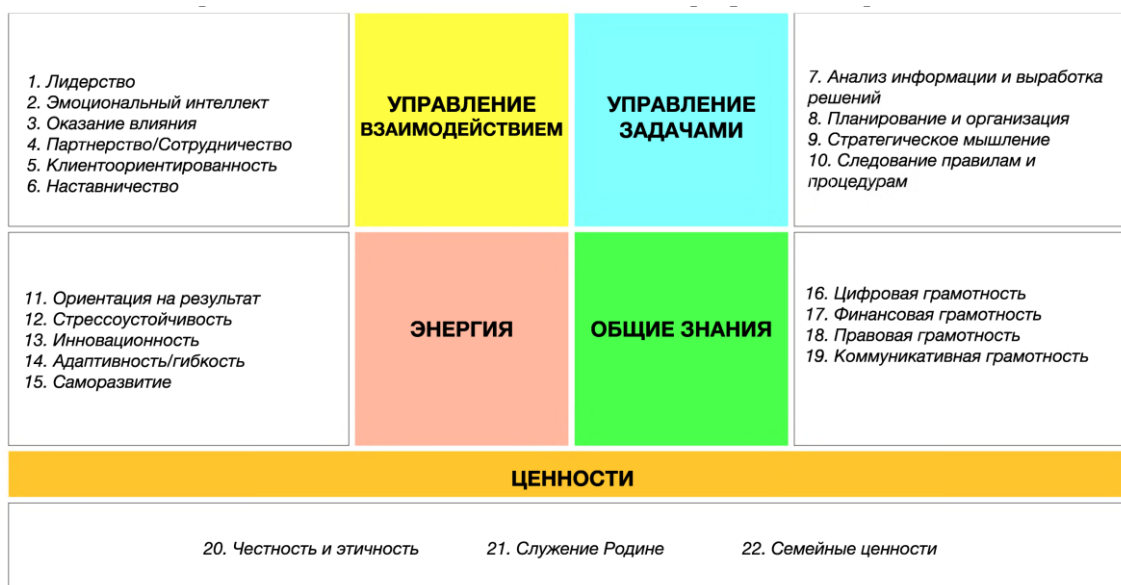 1. Лидерство
2. Эмоциональный интеллект
3. Оказание влияния
4. Партнерство/Сотрудничество
5. Клиентоориентированность
6. Наставничество
УПРАВЛЕНИЕ
ВЗАИМОДЕЙСТВИЕМ
УПРАВЛЕНИЕ
ЗАДАЧАМИ
7. Анализ информации и выработка
решений
8. Планирование и организация
9. Стратегическое мышление
10. Следование правилам и
процедурам
11. Ориентация на результат
12. Стрессоустойчивость
13. Инновационность
14. Адаптивность/гибкость
15. Саморазвитие
ЭНЕРГИЯ
ОБЩИЕ ЗНАНИЯ
16. Цифровая грамотность
17. Финансовая грамотность
18. Правовая грамотность
19. Коммуникативная грамотность
ЦЕННОСТИ
20. Честность и этичность 21. Служение Родине 22. Семейные ценности